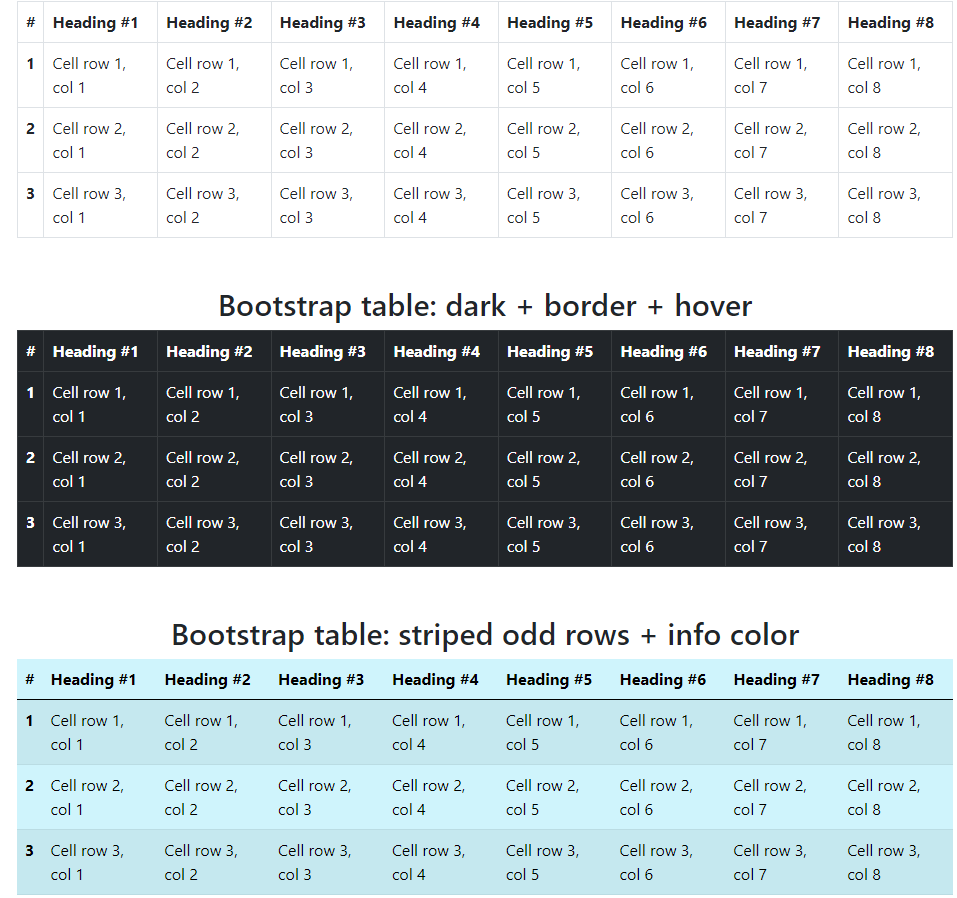 # Heading #1 Heading #2 Heading #3 Heading #4 Heading #5 Heading #6 Heading #7 Heading #8
1 Cell row 1, Cell row 1, Cell row 1, Cell row 1, Cell row 1, Cell row 1, Cell row 1, Cell row 1,
col 1 col 2 col 3 col 4 col 5 col 6 col 7 col 8
2 Cell row 2, Cell row 2, Cell row 2, Cell row 2, Cell row 2, Cell row 2, Cell row 2, Cell row 2,
col 1 col 2 col 3 col 4 col 5 col 6 col 7 col 8
3 Cell row 3, Cell row 3, Cell row 3, Cell row 3, Cell row 3, Cell row 3, Cell row 3, Cell row 3,
col 1 col 2 col 3 col 4 col 5 col 6 col 7 col 8
Bootstrap table: dark + border + hover
# Heading #1 Heading #2 Heading #3 Heading #4 Heading #5 Heading #6 Heading #7 Heading #8
1 Cell row 1, Cell row 1, Cell row 1, Cell row 1, Cell row 1, Cell row 1, Cell row 1, Cell row 1,
col 1 col 2 col 3 col 4 col 5 col 6 col 7 col 8
2 Cell row 2, Cell row 2, Cell row 2, Cell row 2, Cell row 2, Cell row 2, Cell row 2, Cell row 2,
col 1 col 2 col 3 col 4 col 5 col 6 col 7 col 8
3 Cell row 3, Cell row 3, Cell row 3, Cell row 3, Cell row 3, Cell row 3, Cell row 3, Cell row 3,
col 1 col 2 col 3 col 4 col 5 col 6 col 7 col 8
Bootstrap table: striped odd rows + info color
# Heading #1 Heading #2 Heading #3 Heading #4 Heading #5 Heading #6 Heading #7 Heading #8
1 Cell row 1, Cell row 1, Cell row 1, Cell row 1, Cell row 1, Cell row 1, Cell row 1, Cell row 1,
col 1 col 2 col 3 col 4 col 5 col 6 col 7 col 8
2 Cell row 2, Cell row 2, Cell row 2, Cell row 2, Cell row 2, Cell row 2, Cell row 2, Cell row 2,
col 1 col 2 col 3 col 4 col 5 col 6 col 7 col 8
3 Cell row 3, Cell row 3, Cell row 3, Cell row 3, Cell row 3, Cell row 3, Cell row 3, Cell row 3,
col 1 col 2 col 3 col 4 col 5 col 6 col 7 col 8